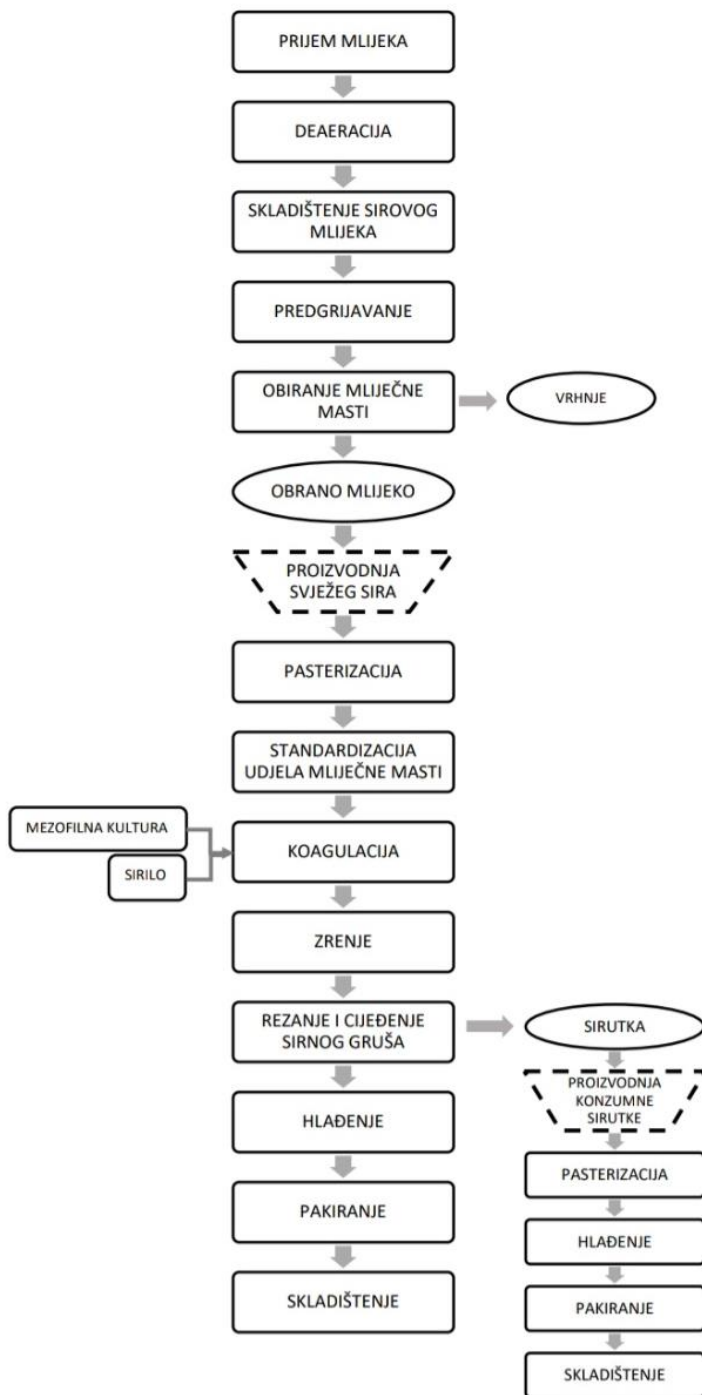 PRIJEM MLIJEKA
DEAERACIJA
SKLADIŠTENJE SIROVOG
MLIJEKA
PREDGRIJAVANJE
OBIRANJE MLIJEČNE
MASTI
VRHNJE
OBRANO MLIJEKO
PROIZVODNJA
SVJEŽEG SIRA
PASTERIZACIJA
STANDARDIZACIJA
UDJELA MLIJEČNE MASTI
MEZOFILNA KULTURA
SIRILO
KOAGULACIJA
ZRENJE
REZANJE I CIJEĐENJE
SIRNOG GRUŠA
HLAĐENJE
PAKIRANJE
SKLADIŠTENJE
SIRUTKA
PROIZVODNJA
KONZUMNE
SIRUTKE
PASTERIZACIJA
HLAĐENJE
PAKIRANJE
SKLADIŠTENJE